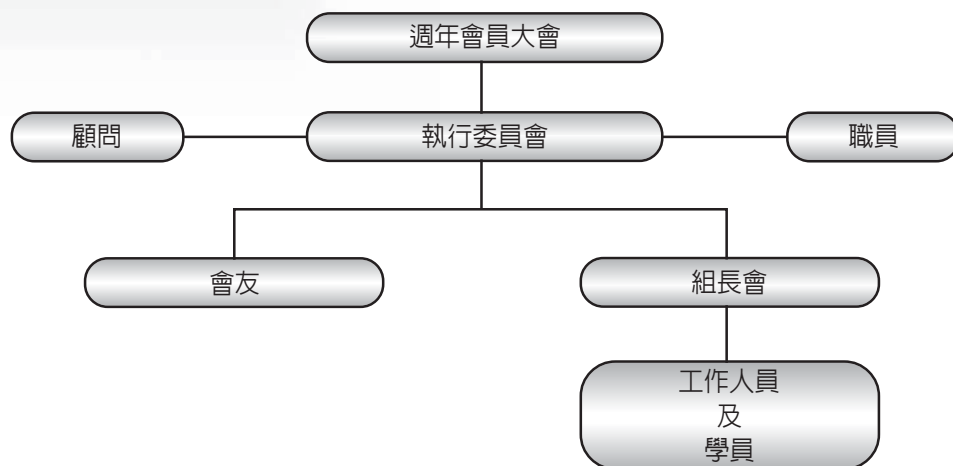 週年會員大會
顧問
執行委員會
職員
會友
組長會
工作人員
及
學員